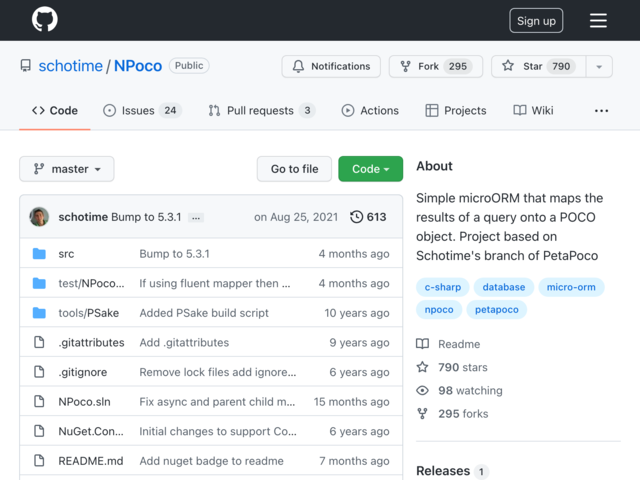 Sign up
schotime / NPoco Public
Notifications Fork 295 Star 790
Code Issues 24 Pull requests 3 Actions Projects Wiki ...
master Go to file Code
schotime Bump to 5.3.1 ... on Aug 25, 2021 613
src Bump to 5.3.1 4 months ago
test/NPoco... If using fluent mapper then ... 4 months ago
tools/PSake Added PSake build script 10 years ago
.gitattributes Add .gitattributes 9 years ago
.gitignore Remove lock files add ignore... 6 years ago
NPoco.sln Fix async and parent child m... 15 months ago
NuGet.Con... Initial changes to support Co... 6 years ago
README.md Add nuget badge to readme 7 months ago
About
Simple microORM that maps the
results of a query onto a POCO
object. Project based on
Schotime's branch of PetaPoco
c-sharp database micro-orm
npoco petapoco
Readme
790 stars
98 watching
295 forks
Releases 1